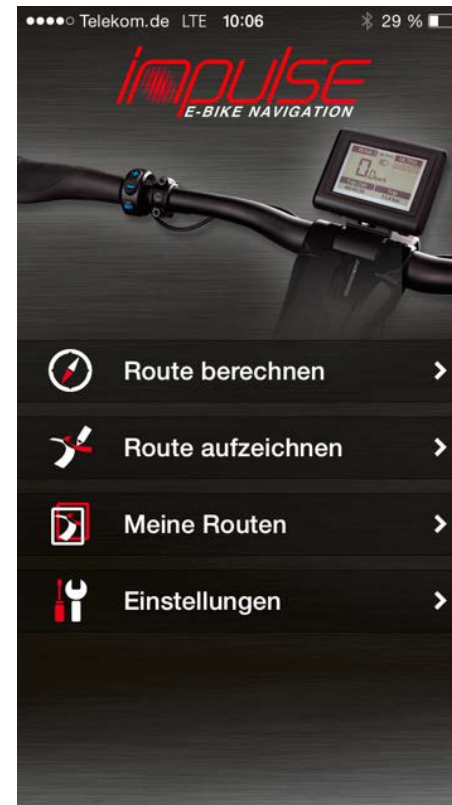 Telekom.de LTE 10:06 29 %
impulse
E-BIKE NAVIGATION
Route berechnen
Route aufzeichnen
Meine Routen
Einstellungen